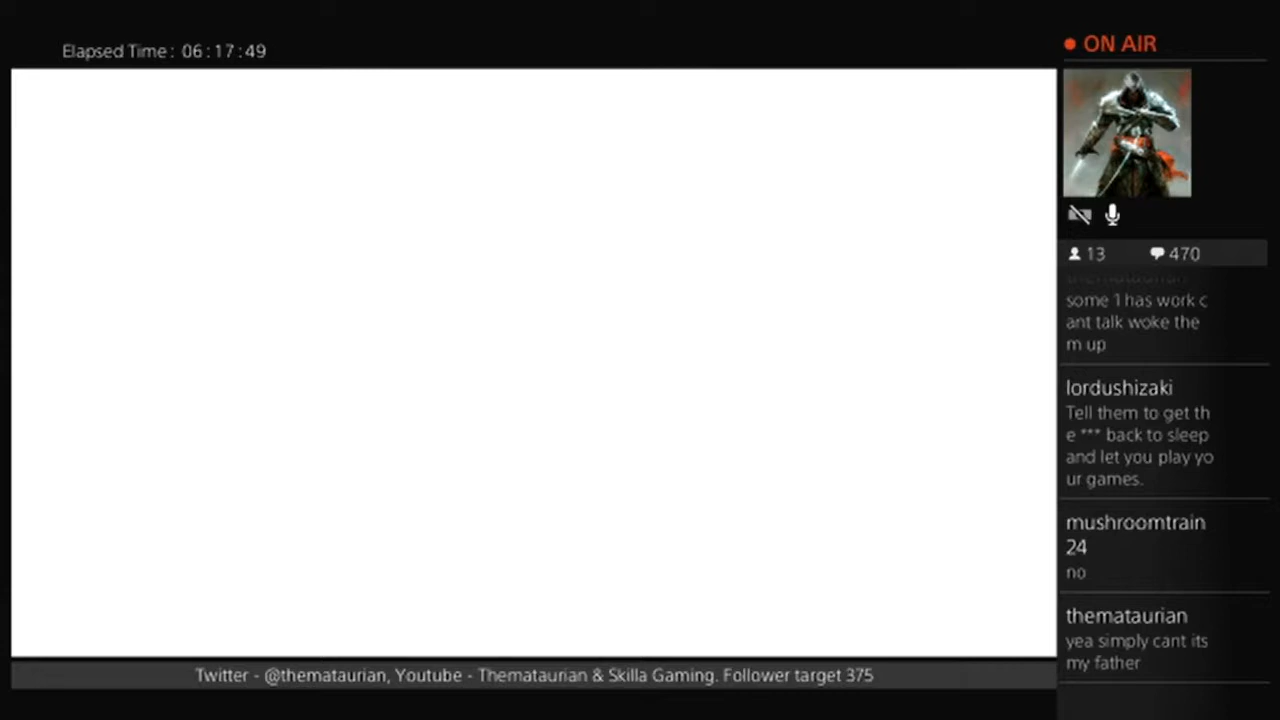 Elapsed Time : 06:17:49
ON AIR
13 470
some 1 has work c
ant talk woke the
m up
lordushizaki
Tell them to get th
e *** back to sleep
and let you play yo
ur games.
mushroomtrain
24
no
themataurian
yea simply cant its
my father
Twitter - @themataurian, Youtube - Themataurian & Skilla Gaming. Follower target 375